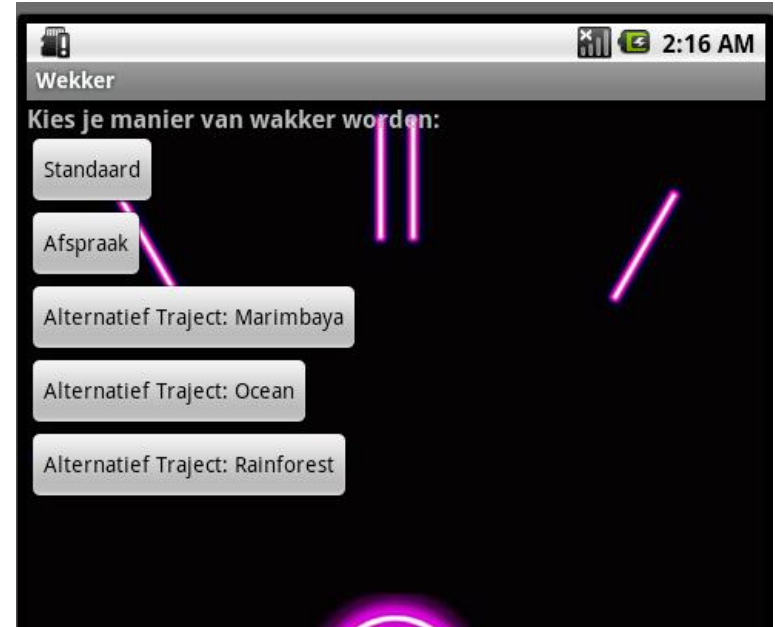 2:16 AM
Wekker
Kies je manier van wakker worden:
Standaard
Afspraak
Alternatief Traject: Marimbaya
Alternatief Traject: Ocean
Alternatief Traject: Rainforest